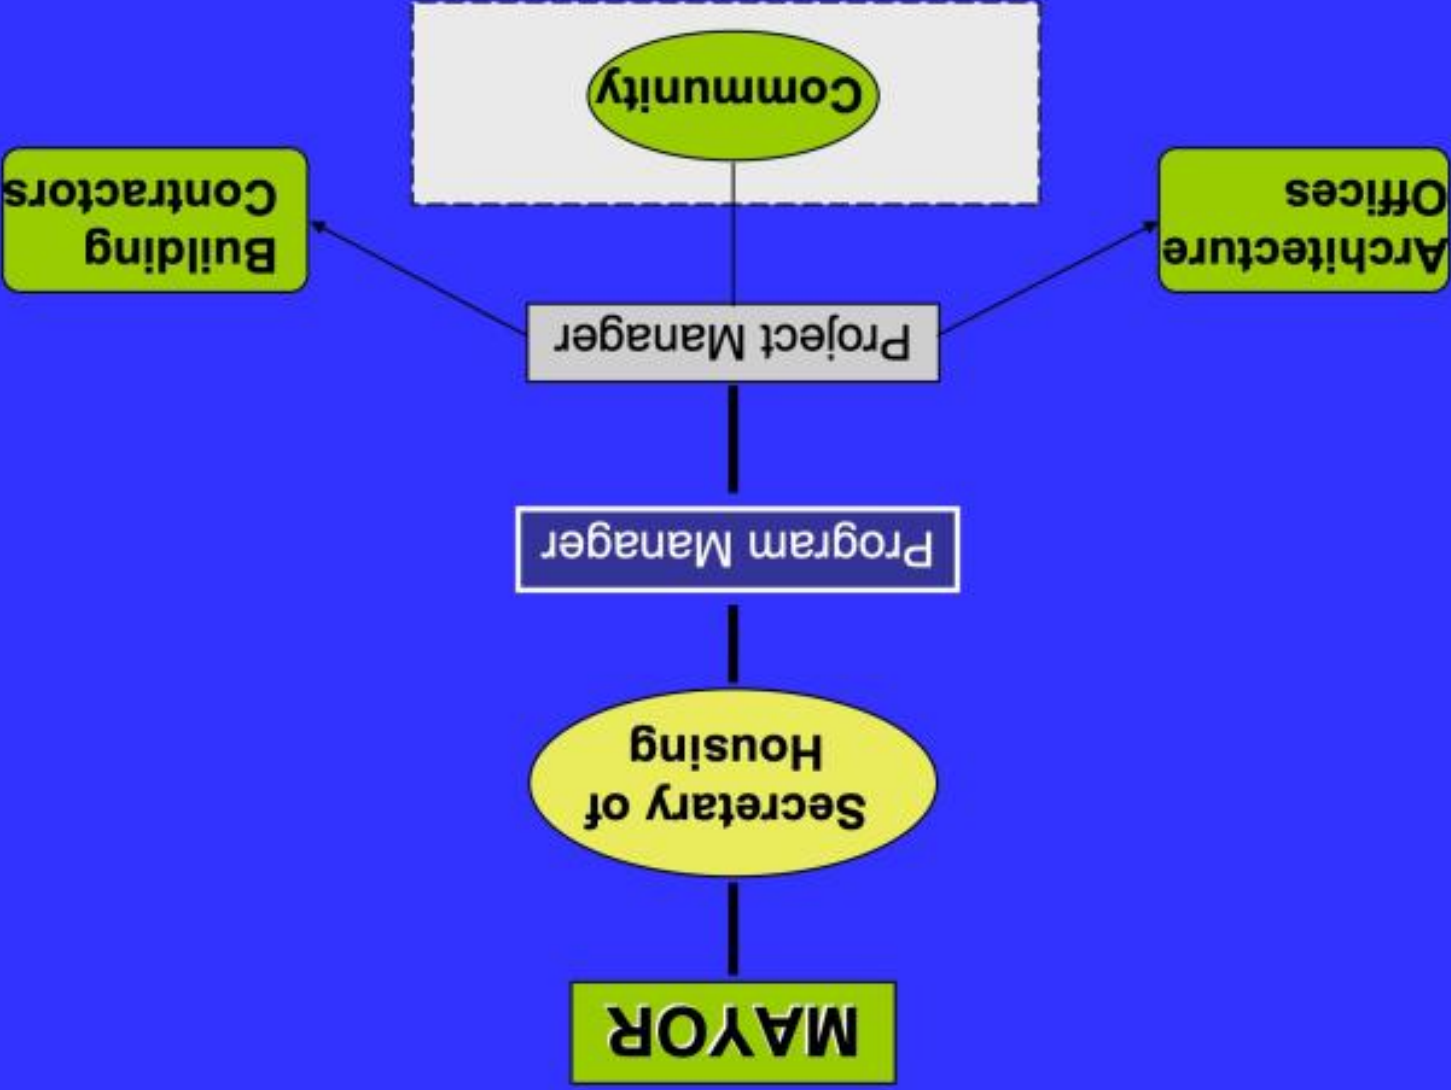 MAYOR
Secretary of
Housing
Program Manager
Project Manager
Architecture
Offices
Building
Contractors
Community